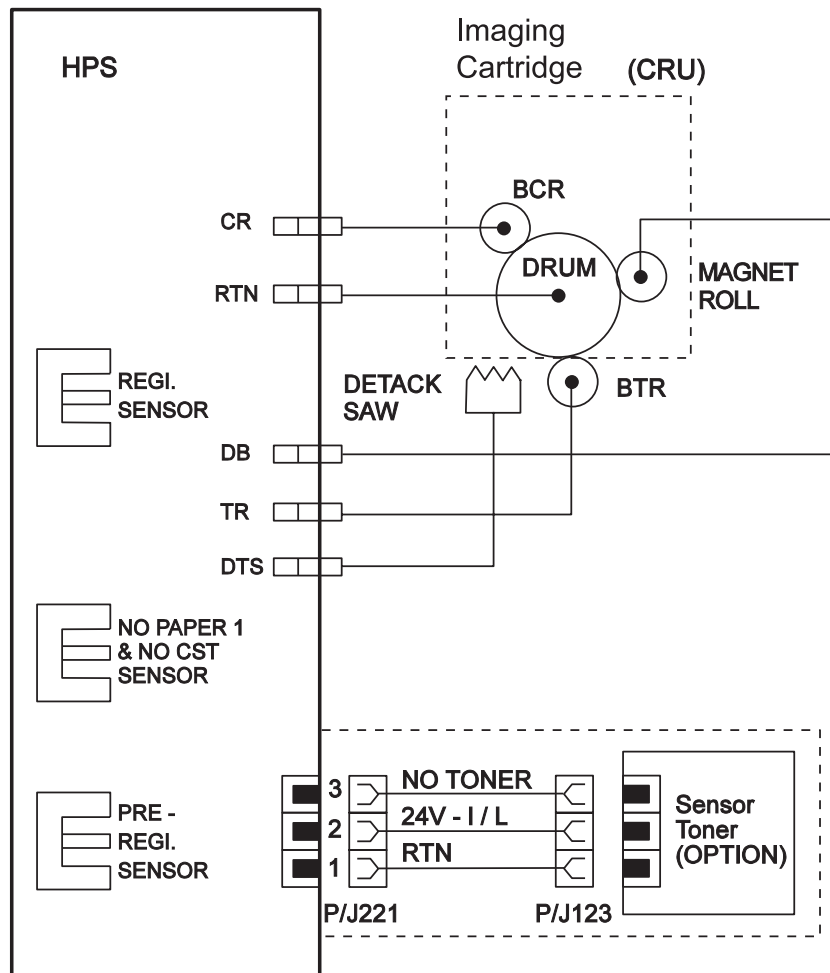 Imaging
Cartridge (CRU)
HPS
BCR
CR
DRUM
MAGNET
ROLL
RTN
REGI.
SENSOR
DETACK
SAW
BTR
DB
TR
DTS
NO PAPER 1
& NO CST
SENSOR
3 NO TONER
2 24V - I / L
1 RTN
Sensor
Toner
(OPTION)
PRE -
REGI.
SENSOR
P/J221 P/J123